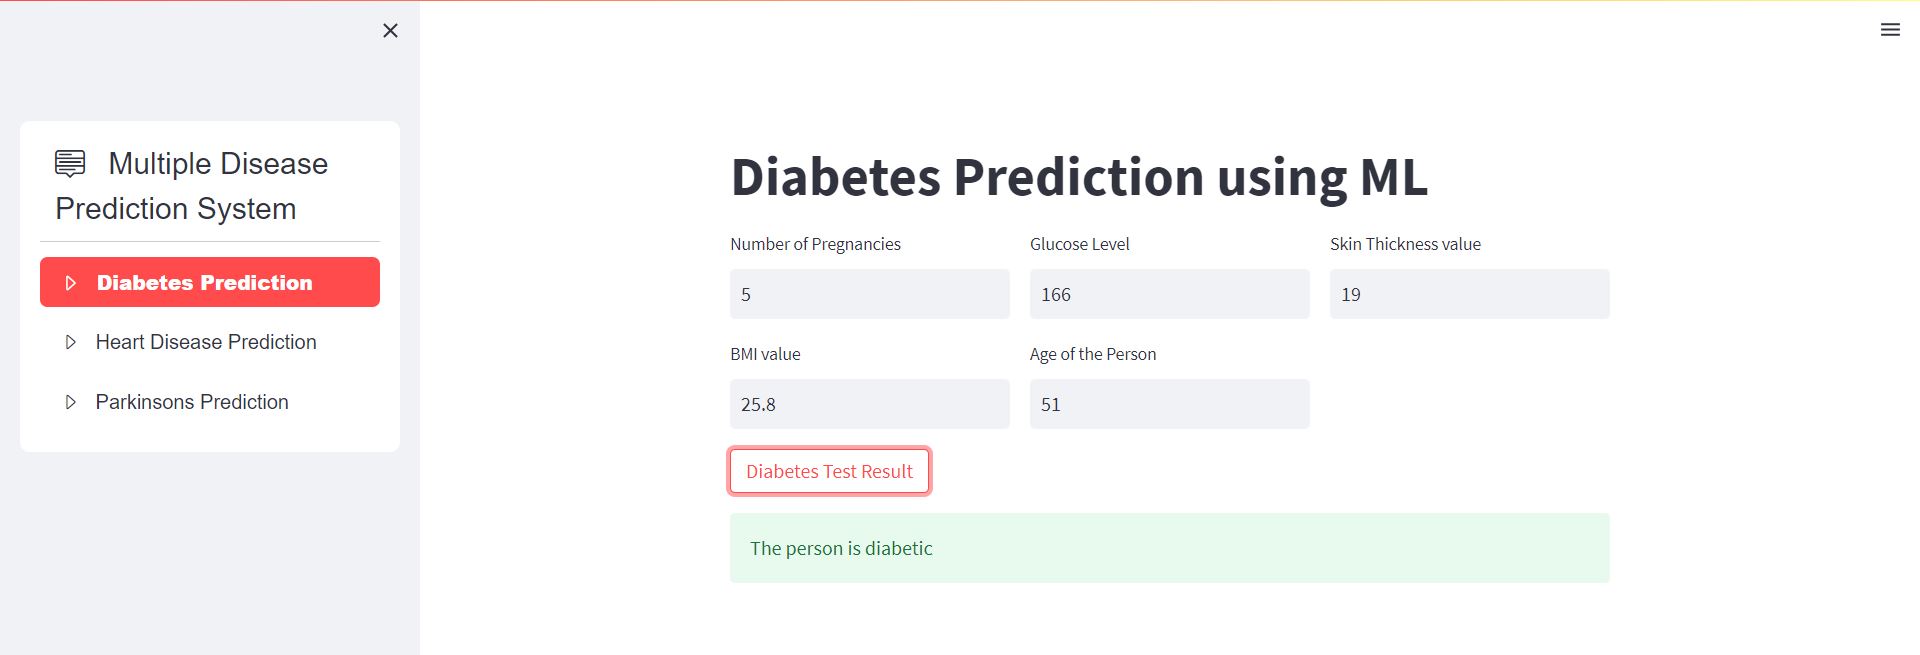 Multiple Disease
Prediction System
Diabetes Prediction
Heart Disease Prediction
Parkinsons Prediction
Diabetes Prediction using ML
Number of Pregnancies
Glucose Level
Skin Thickness value
5
166
19
BMI value
Age of the Person
25.8
51
Diabetes Test Result
The person is diabetic